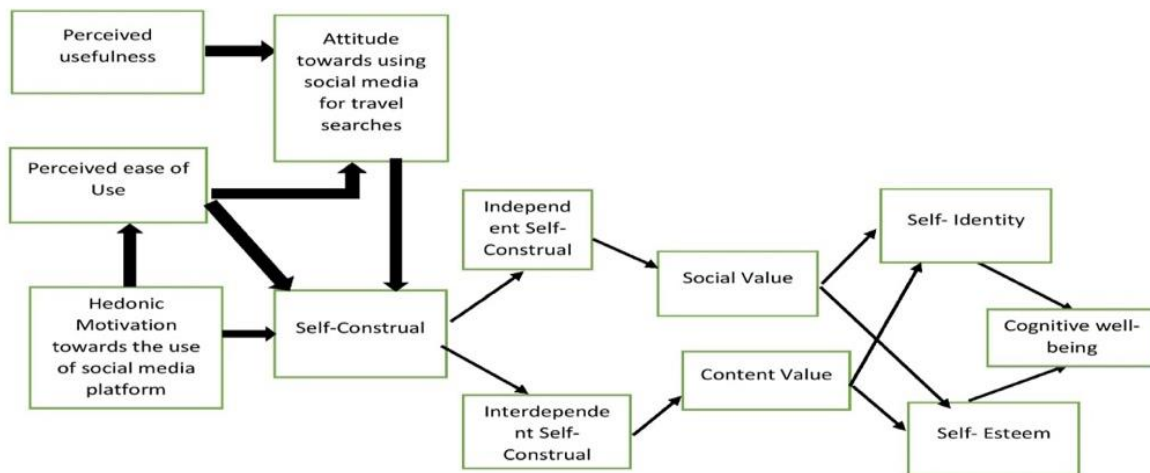 Perceived
usefulness
Attitude
towards using
social media
for travel
searches
Perceived ease of
Use
Hedonic
Motivation
towards the use
of social media
platform
Self-Construal
Independ
ent Self-
Construal
Interdepende
nt Self-
Construal
Social Value
Content Value
Self- Identity
Self- Esteem
Cognitive well-
being